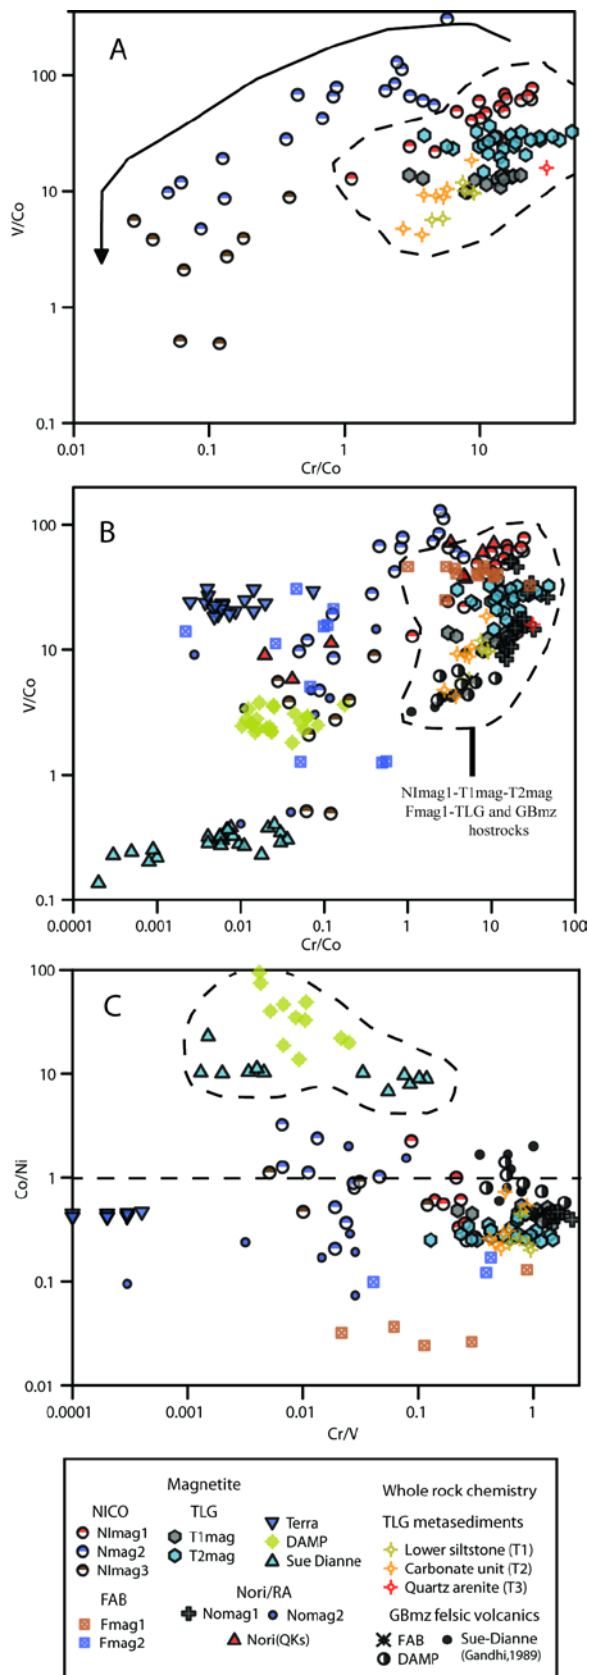 A
100
10
1
0.1
V/Co
0.01 0.1 1 10
Cr/Co
B
100
10
1
0.1
V/Co
NImag1-T1mag-T2mag
Fmag1-TLG and GBmz
hostrocks
0.0001 0.001 0.01 0.1 1 10 100
Cr/Co
C
100
10
1
0.1
0.01
Co/Ni
0.0001 0.001 0.01 0.1 1
Cr/V
Magnetite
NICO
NImag1
Nmag2
NImag3
TLG
T1mag
T2mag
Terra
DAMP
Sue Dianne
FAB
Fmag1
Fmag2
Nori/RA
Nomag1
Nomag2
Nori(QKs)
Whole rock chemistry
TLG metasediments
Lower siltstone (T1)
Carbonate unit (T2)
Quartz arenite (T3)
GBmz felsic volcanics
FAB
DAMP
Sue-Dianne
(Gandhi,1989)